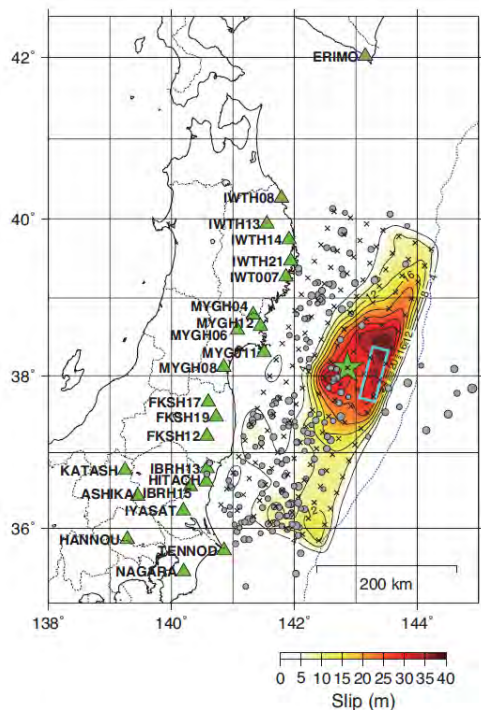 42°
ERIMO
IWTH08
40°
IWTH13
IWTH14
IWTH21
IWT007
MYGH04
MYGH12
MYGH06
MYG011
38°
MYGH08
FKSH17
FKSH19
FKSH12
KATASH
IBRH13
HITACH
ASHIKA
IBRH15
IYASAT
36°
HANNOU
TENNOD
NAGARA
200 km
138°
140°
142°
144°
0 5 10 15 20 25 30 35 40
Slip (m)